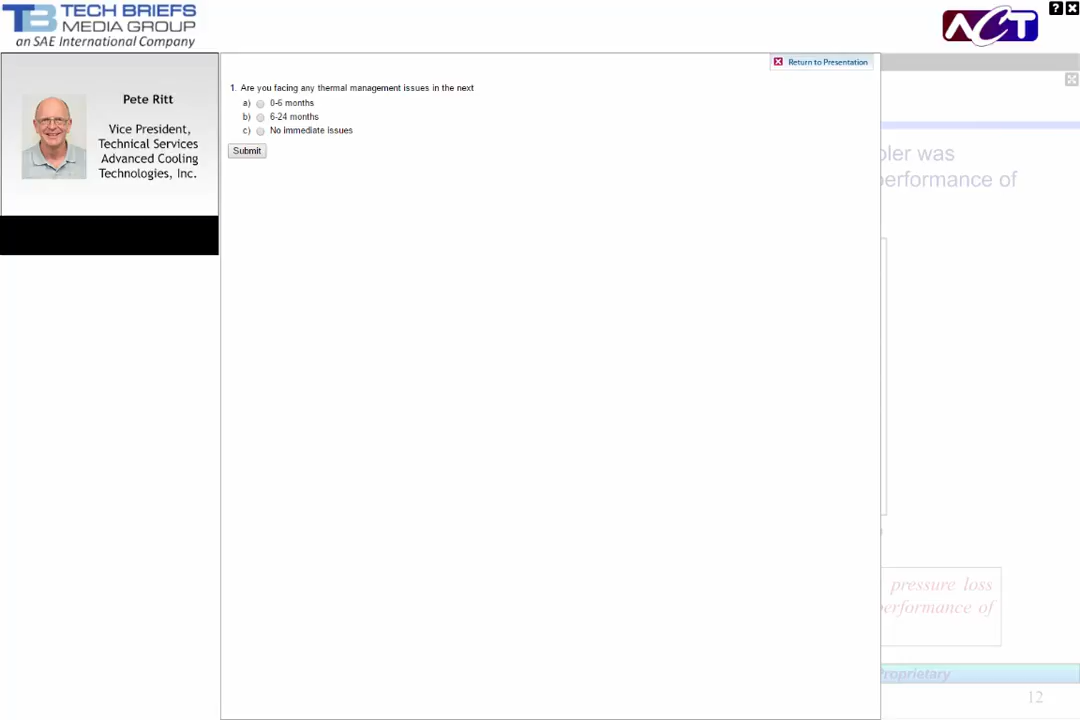 TB TECH BRIEFS
MEDIA GROUP
an SAE International Company
ACT
?
Pete Ritt
Vice President,
Technical Services
Advanced Cooling
Technologies, Inc.
Return to Presentation
1. Are you facing any thermal management issues in the next
a) 0-6 months
b) 6-24 months
c) No immediate issues
Submit
oler was
performance of
pressure loss
performance of
Proprietary
12